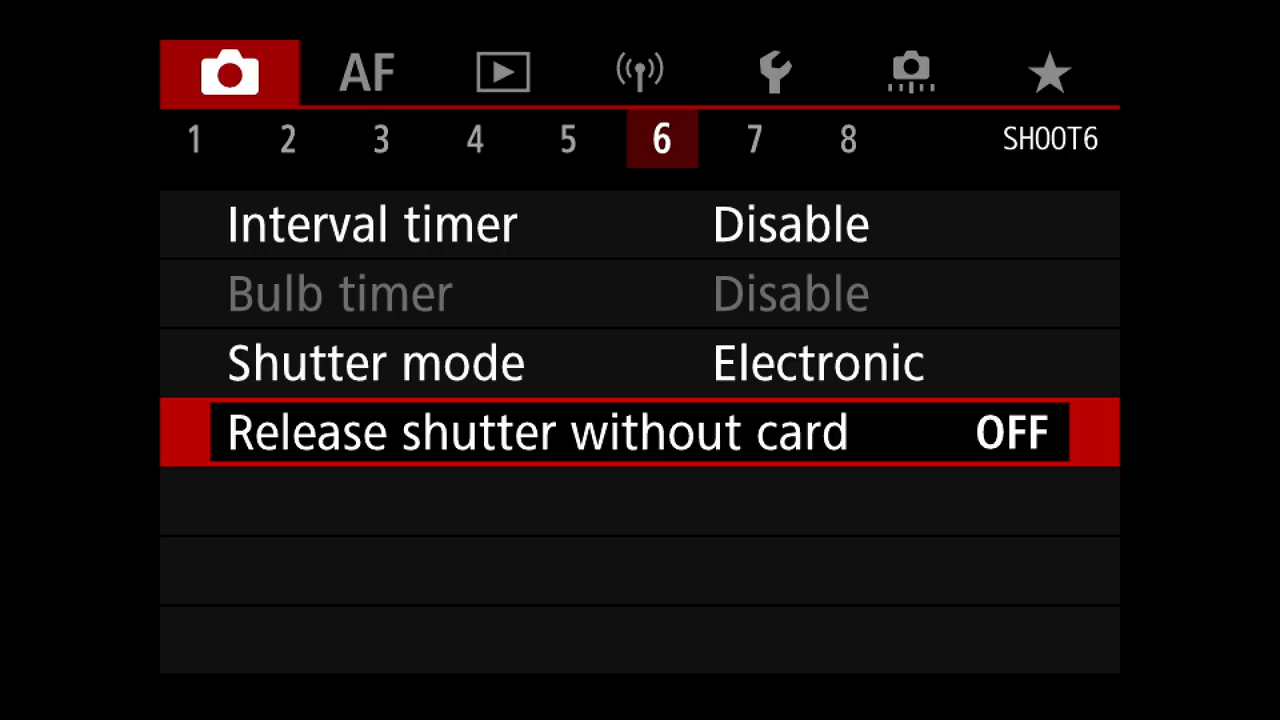 AF
1 2 3 4 5 6 7 8 SHOOT6
Interval timer Disable
Bulb timer Disable
Shutter mode Electronic
Release shutter without card OFF